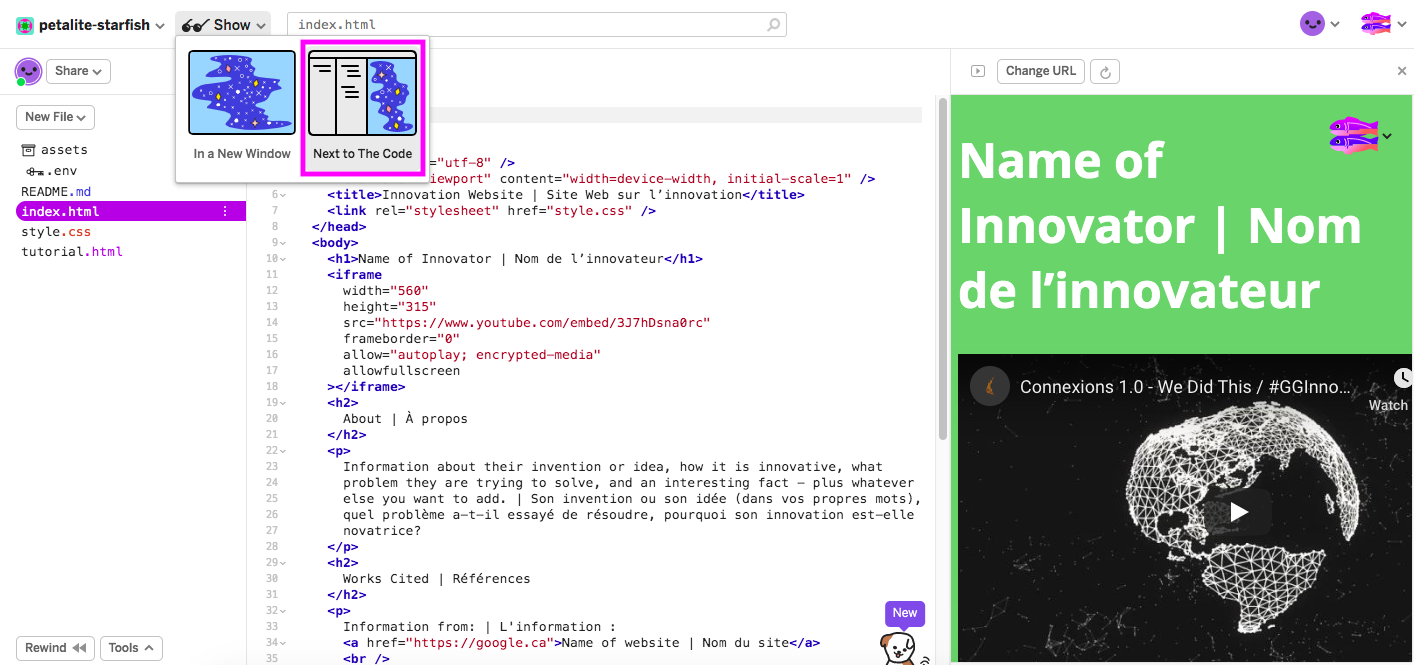 petalite-starfish
Show
index.html
Share
New File
assets
.env
README.md
index.html
style.css
tutorial.html
Rewind
Tools
In a New Window
Next to The Code
="utf-8" />
iewport" content="width=device-width, initial-scale=1" />
6 <title>Innovation Website | Site Web sur l’innovation</title>
7 <link rel="stylesheet" href="style.css" />
8 </head>
9 <body>
10 <h1>Name of Innovator | Nom de l’innovateur</h1>
11 <iframe
12 width="560"
13 height="315"
14 src="https://www.youtube.com/embed/3J7hDsna0rc"
15 frameborder="0"
16 allow="autoplay; encrypted-media"
17 allowfullscreen
18 ></iframe>
19 <h2>
20 About | À propos
21 </h2>
22 <p>
23 Information about their invention or idea, how it is innovative, what
24 problem they are trying to solve, and an interesting fact – plus whatever
25 else you want to add. | Son invention ou son idée (dans vos propres mots),
26 quel problème a-t-il essayé de résoudre, pourquoi son innovation est-elle
27 novatrice?
28 </p>
29 <h2>
30 Works Cited | Références
31 </h2>
32 <p>
33 Information from: | L'information :
34 <a href="https://google.ca">Name of website | Nom du site</a>
35 <br />
New
Change URL
Name of
Innovator | Nom
de l’innovateur
Connexions 1.0 - We Did This / #GGInno...
Watch